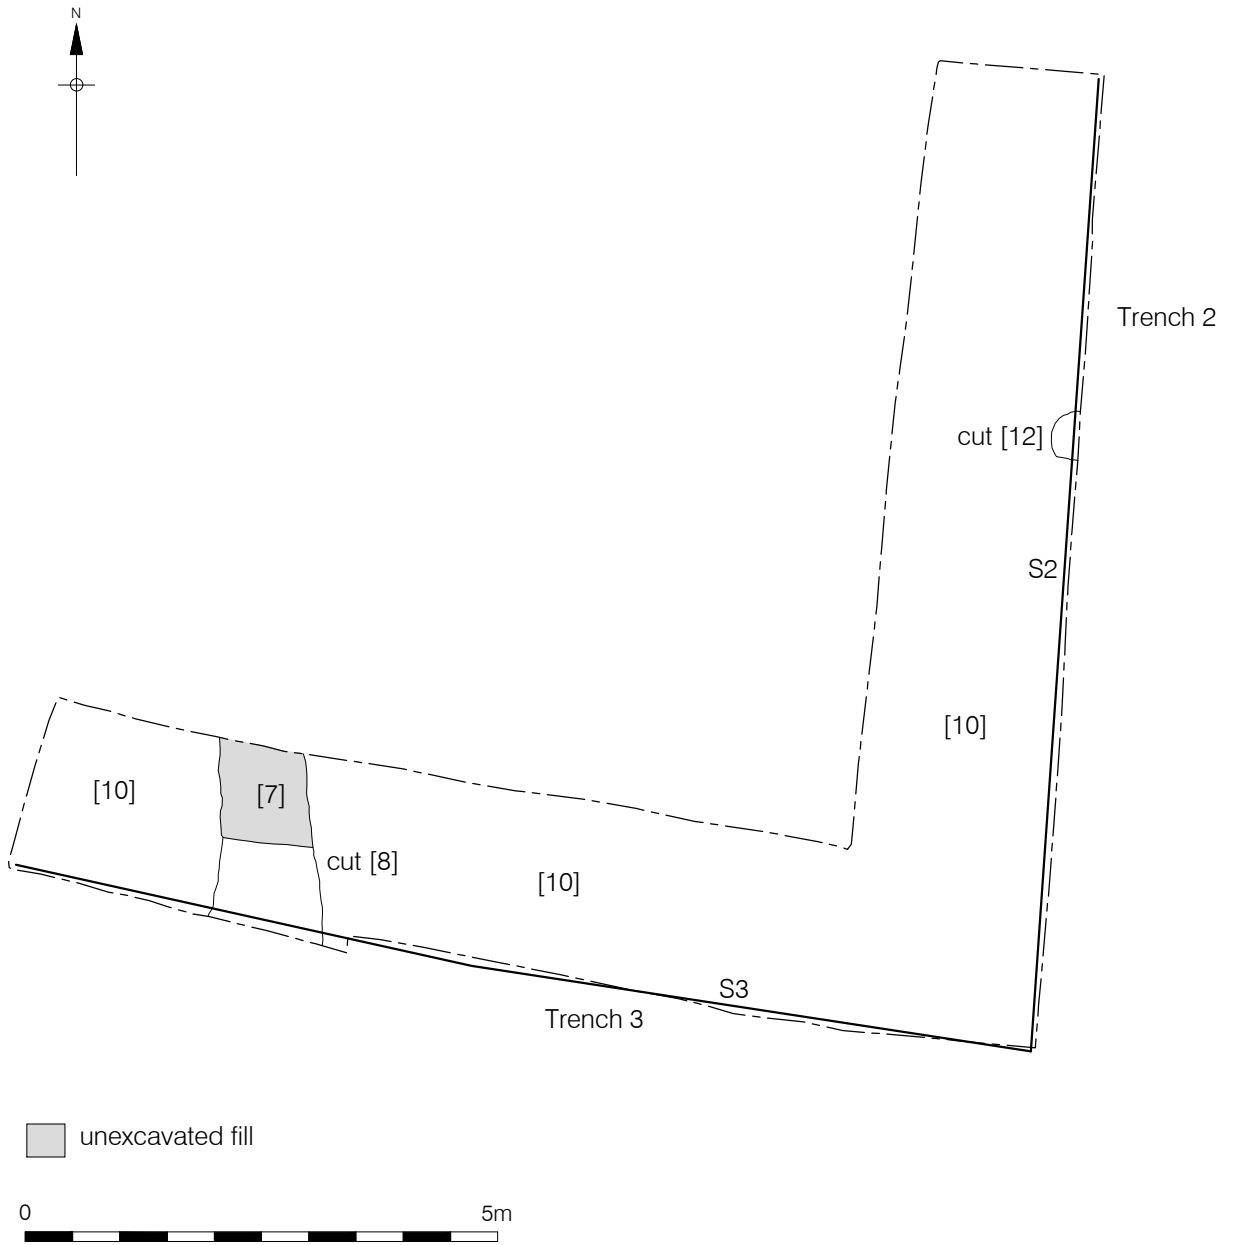 N
Trench 2
cut [12]
S2
[10]
[10]
[7]
cut [8]
[10]
S3
Trench 3
unexcavated fill
0 5m